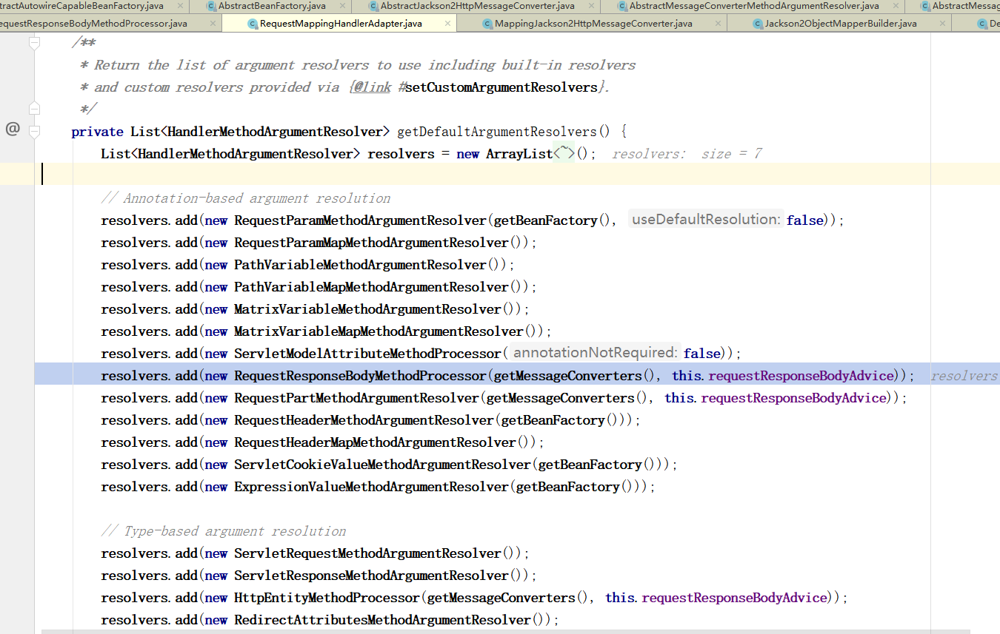 tractAutowireCapableBeanFactory.java AbstractBeanFactory.java AbstractJackson2HttpMessageConverter.java AbstractMessageConverterMethodArgumentResolver.java AbstractMessag
equestResponseBodyMethodProcessor.java RequestMappingHandlerAdapter.java MappingJackson2HttpMessageConverter.java Jackson2ObjectMapperBuilder.java De
/**
* Return the list of argument resolvers to use including built-in resolvers
* and custom resolvers provided via {@link #setCustomArgumentResolvers}.
*/
@ private List<HandlerMethodArgumentResolver> getDefaultArgumentResolvers() {
List<HandlerMethodArgumentResolver> resolvers = new ArrayList<~>(); resolvers: size = 7
// Annotation-based argument resolution
resolvers.add(new RequestParamMethodArgumentResolver(getBeanFactory(), useDefaultResolution: false));
resolvers.add(new RequestParamMapMethodArgumentResolver());
resolvers.add(new PathVariableMethodArgumentResolver());
resolvers.add(new PathVariableMapMethodArgumentResolver());
resolvers.add(new MatrixVariableMethodArgumentResolver());
resolvers.add(new MatrixVariableMapMethodArgumentResolver());
resolvers.add(new ServletModelAttributeMethodProcessor( annotationNotRequired: false));
resolvers.add(new RequestResponseBodyMethodProcessor(getMessageConverters(), this.requestResponseBodyAdvice)); resolvers
resolvers.add(new RequestPartMethodArgumentResolver(getMessageConverters(), this.requestResponseBodyAdvice));
resolvers.add(new RequestHeaderMethodArgumentResolver(getBeanFactory()));
resolvers.add(new RequestHeaderMapMethodArgumentResolver());
resolvers.add(new ServletCookieValueMethodArgumentResolver(getBeanFactory()));
resolvers.add(new ExpressionValueMethodArgumentResolver(getBeanFactory()));
// Type-based argument resolution
resolvers.add(new ServletRequestMethodArgumentResolver());
resolvers.add(new ServletResponseMethodArgumentResolver());
resolvers.add(new HttpEntityMethodProcessor(getMessageConverters(), this.requestResponseBodyAdvice));
resolvers.add(new RedirectAttributesMethodArgumentResolver());